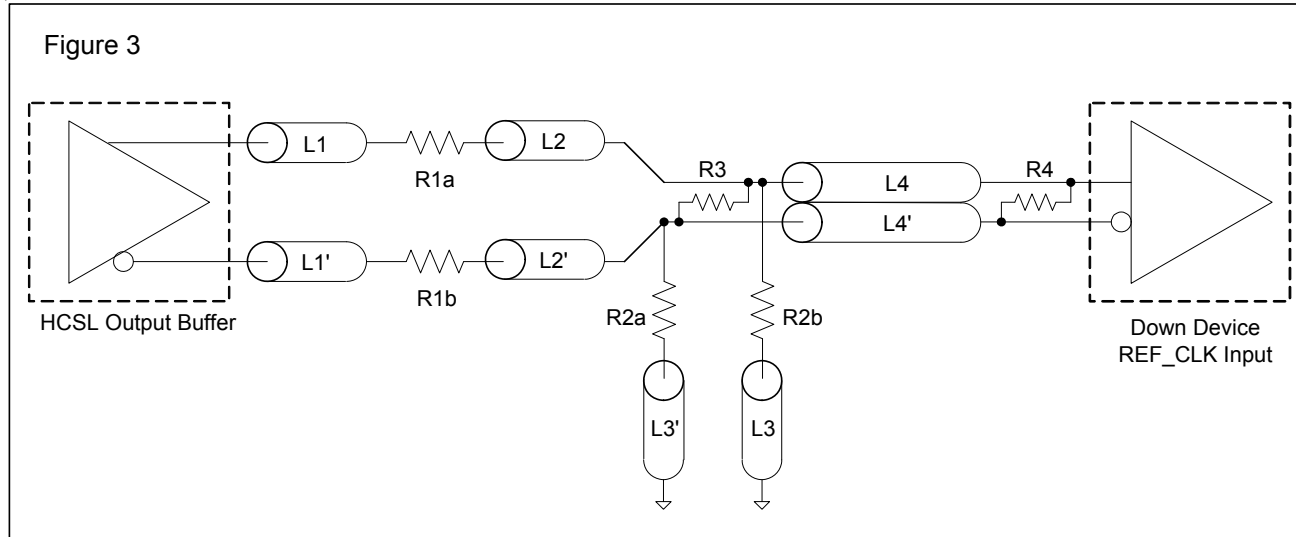 Figure 3
L1
R1a
L2
R3
L4
R4
L4'
L1'
R1b
L2'
HCSL Output Buffer
R2a
R2b
Down Device
REF_CLK Input
L3'
L3